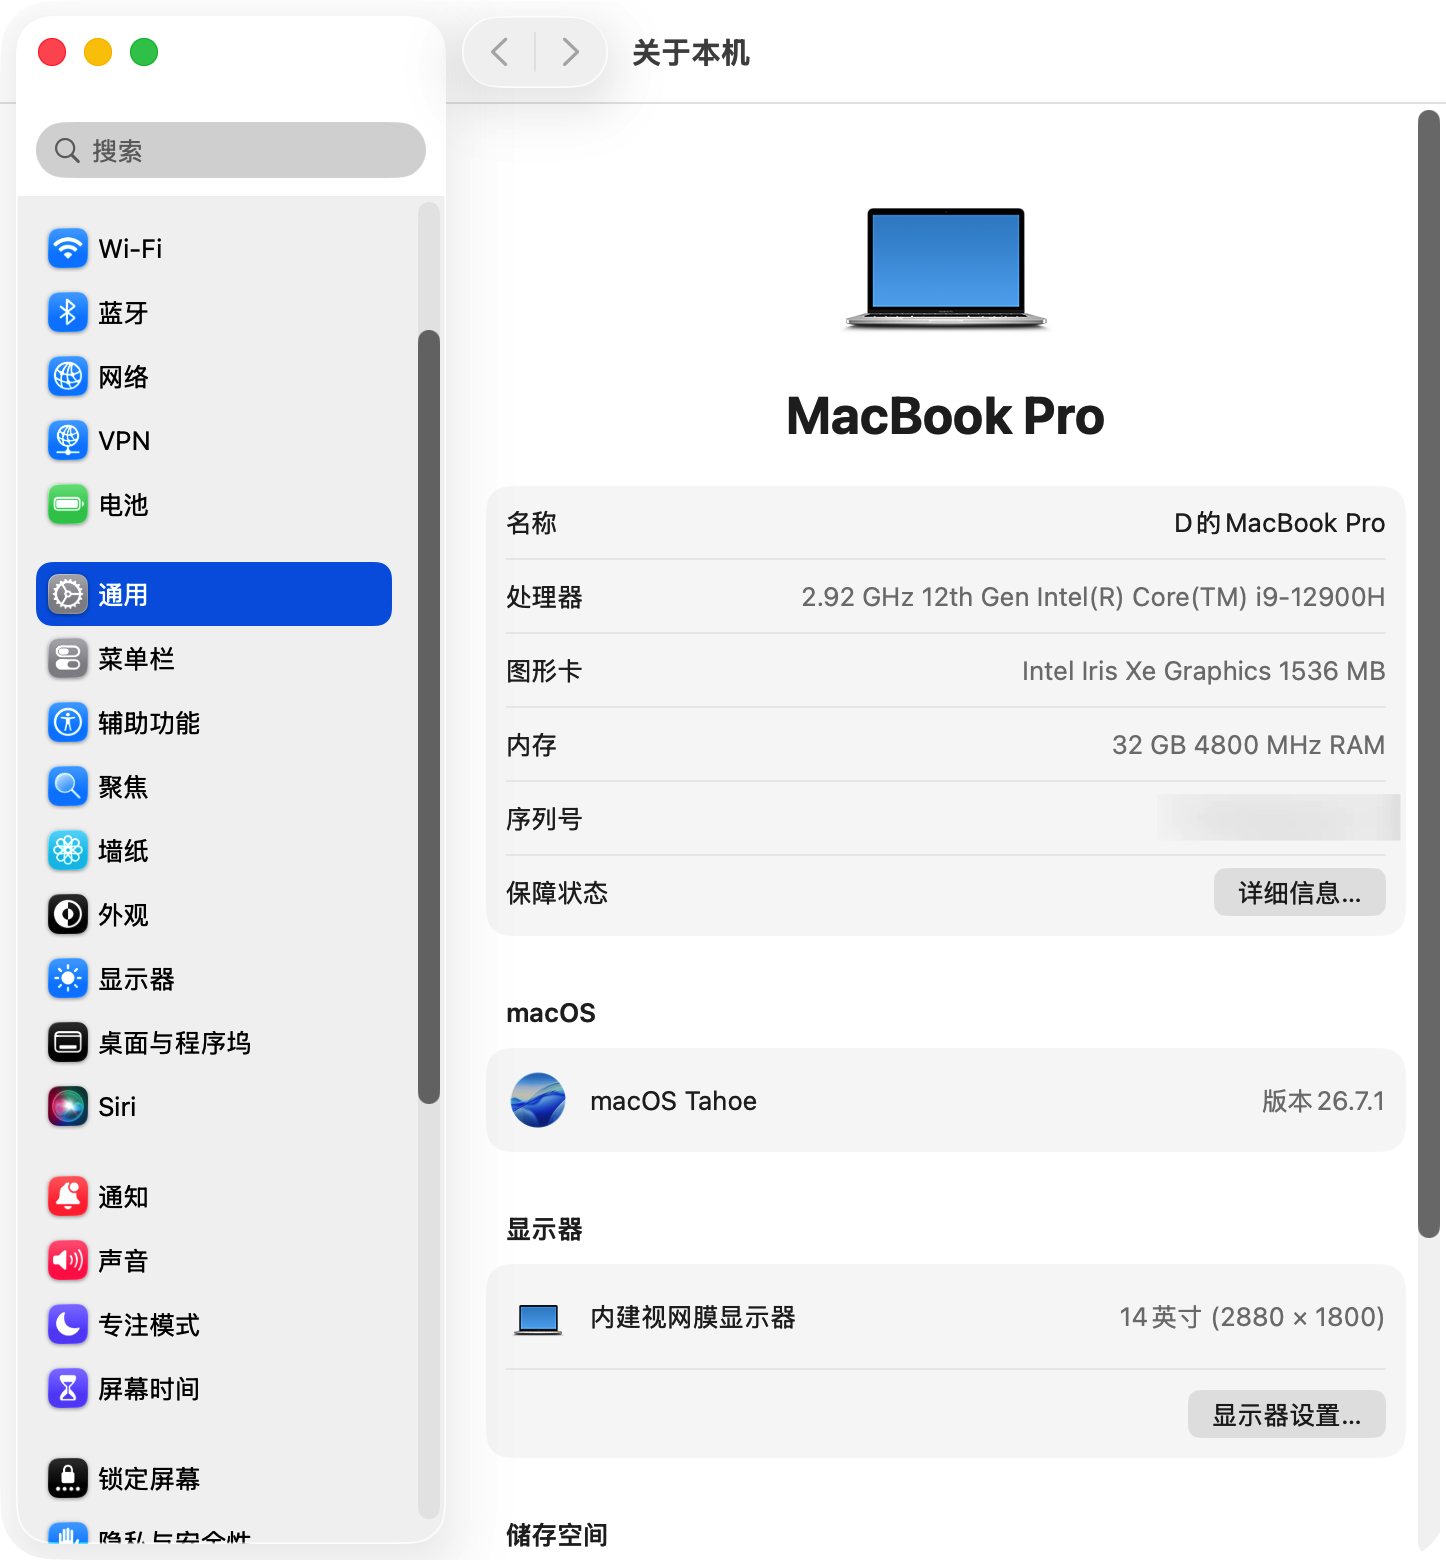 搜索
Wi-Fi
蓝牙
网络
VPN
电池
通用
菜单栏
辅助功能
聚焦
墙纸
外观
显示器
桌面与程序坞
Siri
通知
声音
专注模式
屏幕时间
锁定屏幕
隐私与安全性
关于本机
MacBook Pro
名称 D的MacBook Pro
处理器 2.92 GHz 12th Gen Intel(R) Core(TM) i9-12900H
图形卡 Intel Iris Xe Graphics 1536 MB
内存 32 GB 4800 MHz RAM
序列号
保障状态 详细信息...
macOS
macOS Tahoe 版本 26.7.1
显示器
内建视网膜显示器 14英寸 (2880 × 1800)
显示器设置...
储存空间